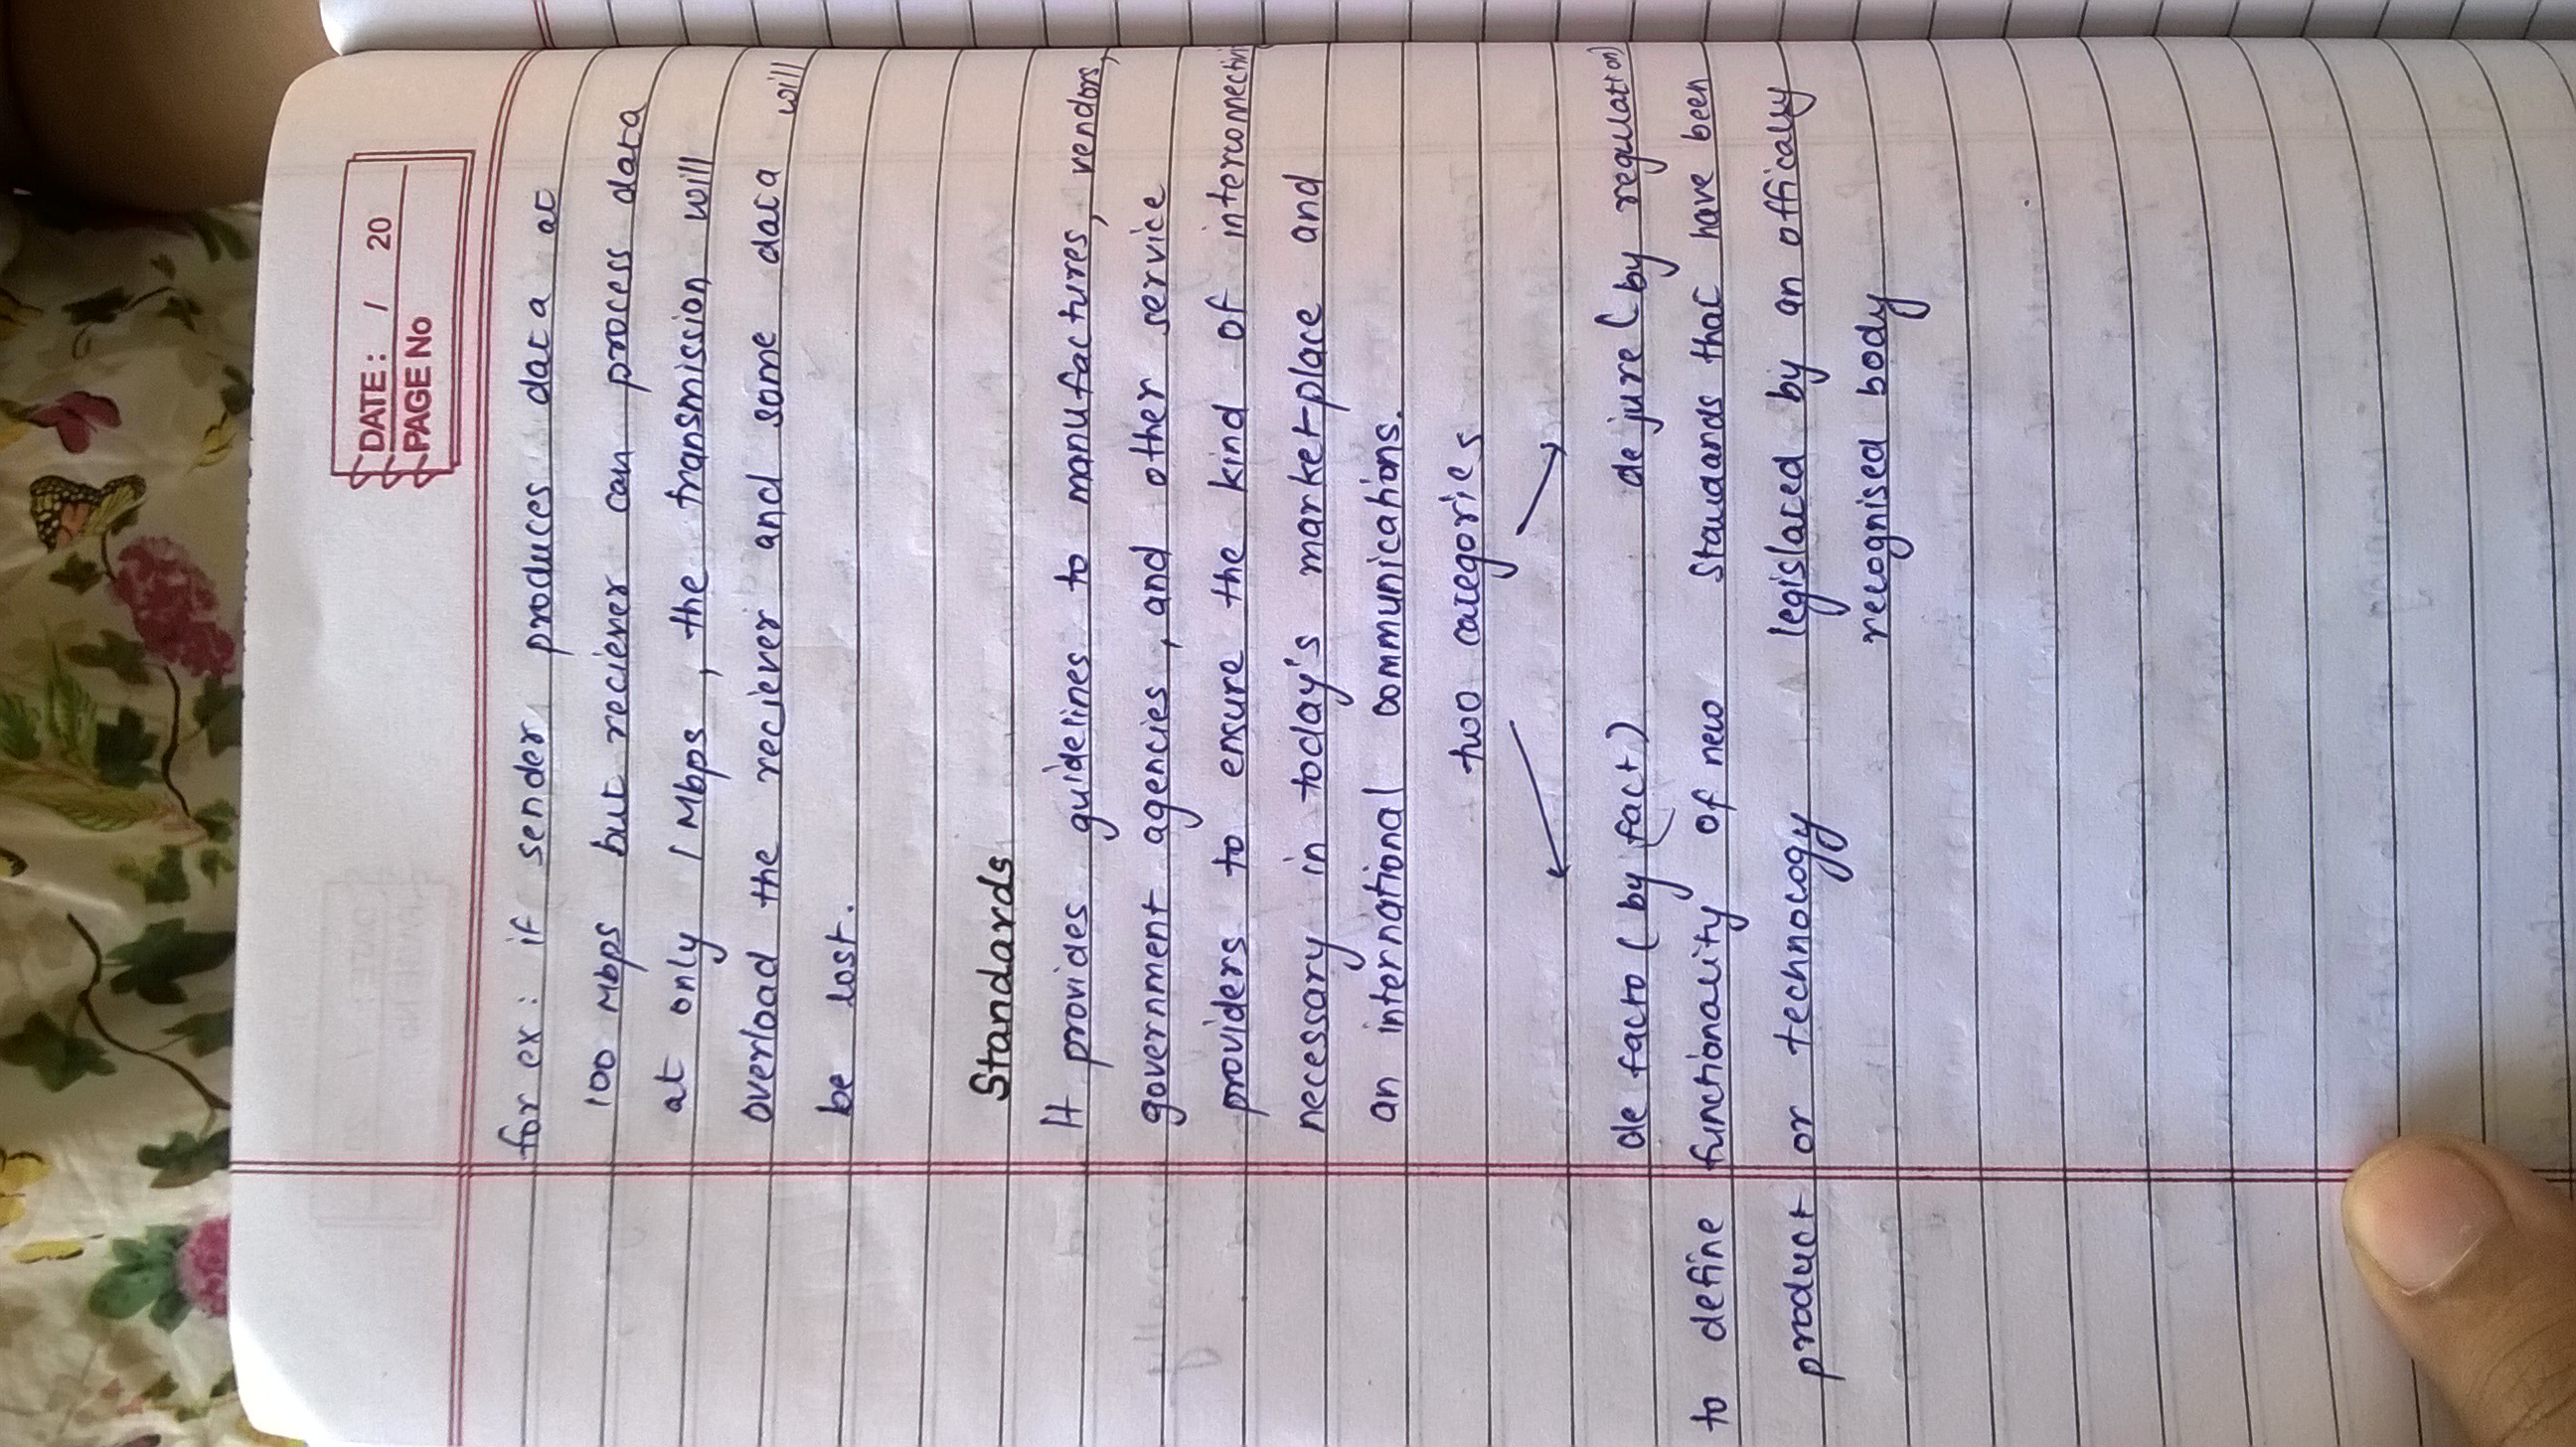 DATE: / 20
PAGE No
for ex: if sender produces data at
100 Mbps but reciever can process data
at only 1 Mbps, the transmission will
overload the reciever and some data will
be lost.
Standards
It provides guidelines to manufactures, vendors,
government agencies, and other service
providers to ensure the kind of interconnectivi
necessary in today's marketplace and
an international communications.
two categories
de facto (by fact) de jure (by regulation)
to define functionality of new Standards that have been
product or technology legislated by an offically
recognised body